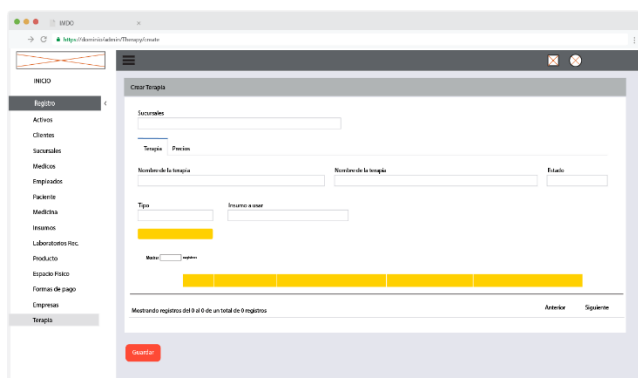 INDO
https://dominio/admin/Therapy/create
INICIO
Registro
Activos
Clientes
Sucursales
Medicos
Empleados
Paciente
Medicina
Insumos
Laboratorios Rec.
Producto
Espacio Fisico
Formas de pago
Empresas
Terapia
Crear Terapia
Sucursales
Terapia Precios
Nombre de la terapia Nombre de la terapia Estado
Tipo Insumo a usar
Mostrar registros
Mostrando registros del 0 al 0 de un total de 0 registros
Anterior Siguiente
Guardar